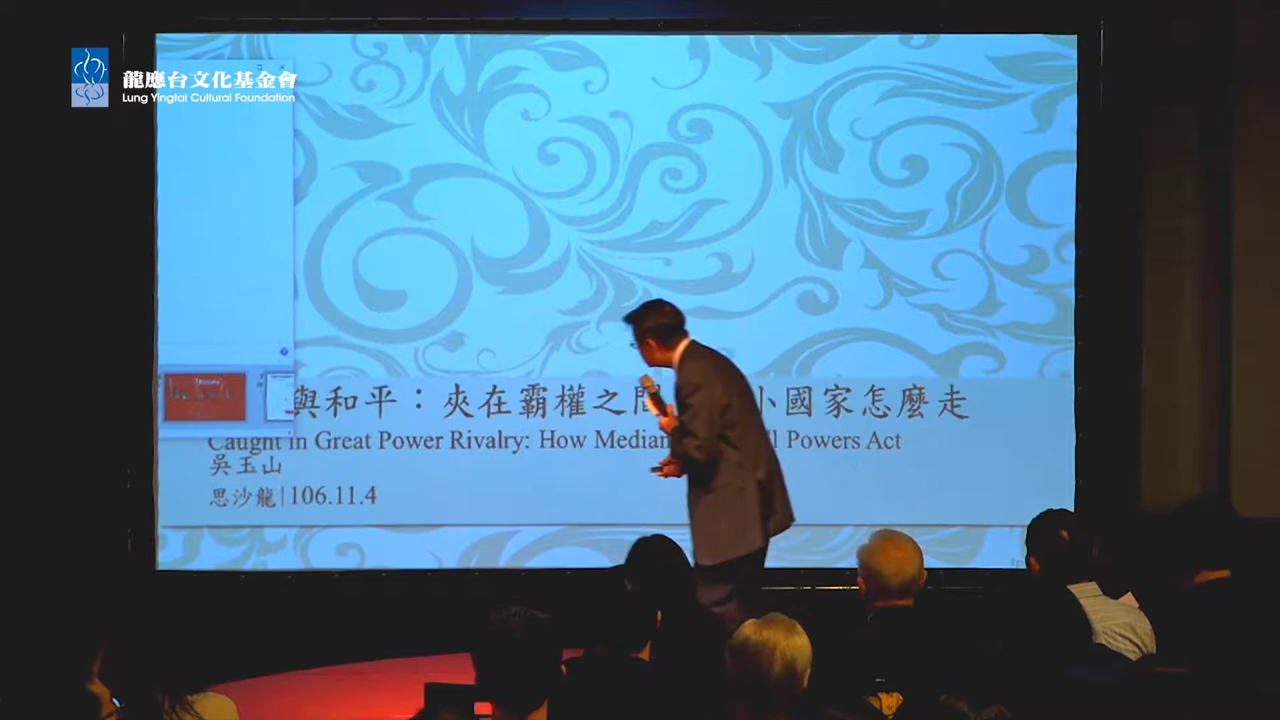 龍應台文化基金會
Lung Yingtai Cultural Foundation
與和平：夾在霸權之間 小國家怎麼走
Caught in Great Power Rivalry: How Median Powers Act
吳玉山
思沙龍|106.11.4